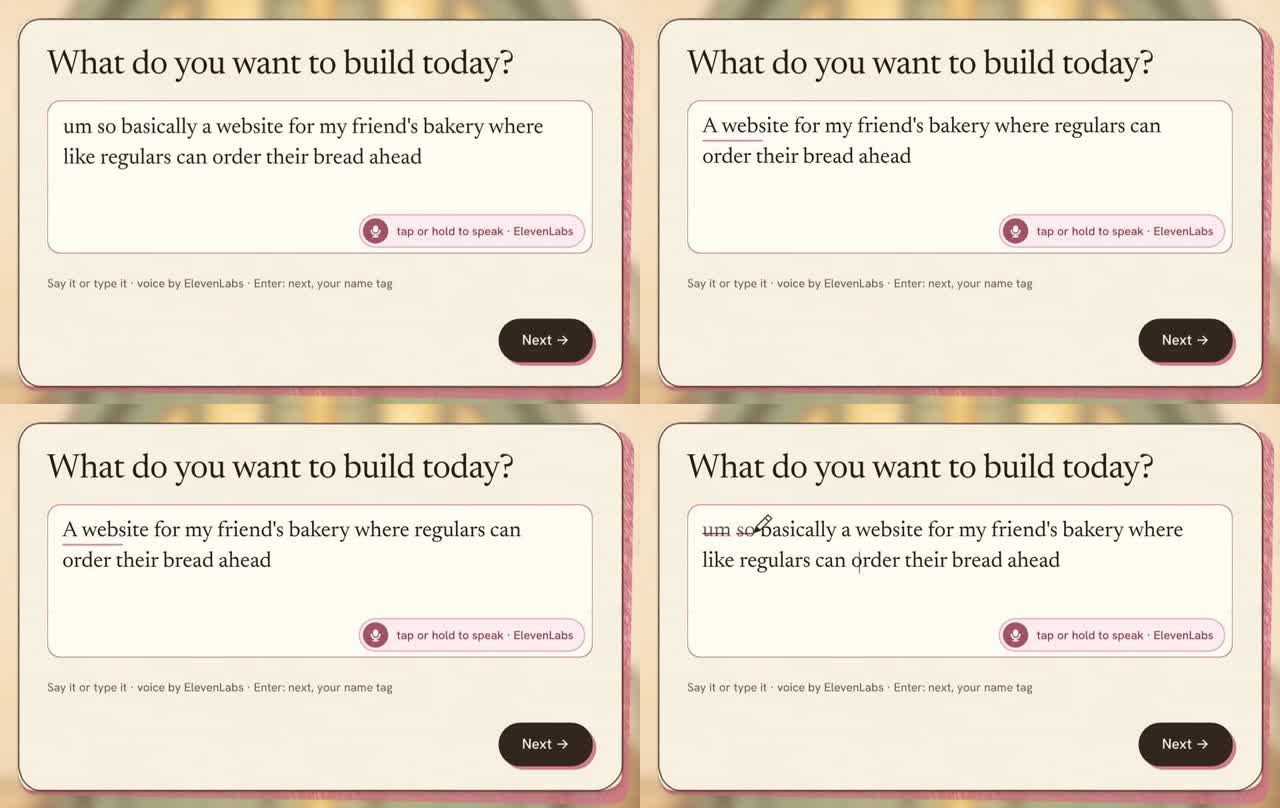 What do you want to build today?
um so basically a website for my friend's bakery where
like regulars can order their bread ahead
tap or hold to speak · ElevenLabs
Say it or type it · voice by ElevenLabs · Enter: next, your name tag
Next →
What do you want to build today?
A website for my friend's bakery where regulars can
order their bread ahead
tap or hold to speak · ElevenLabs
Say it or type it · voice by ElevenLabs · Enter: next, your name tag
Next →
What do you want to build today?
A website for my friend's bakery where regulars can
order their bread ahead
tap or hold to speak · ElevenLabs
Say it or type it · voice by ElevenLabs · Enter: next, your name tag
Next →
What do you want to build today?
um so basically a website for my friend's bakery where
like regulars can order their bread ahead
tap or hold to speak · ElevenLabs
Say it or type it · voice by ElevenLabs · Enter: next, your name tag
Next →